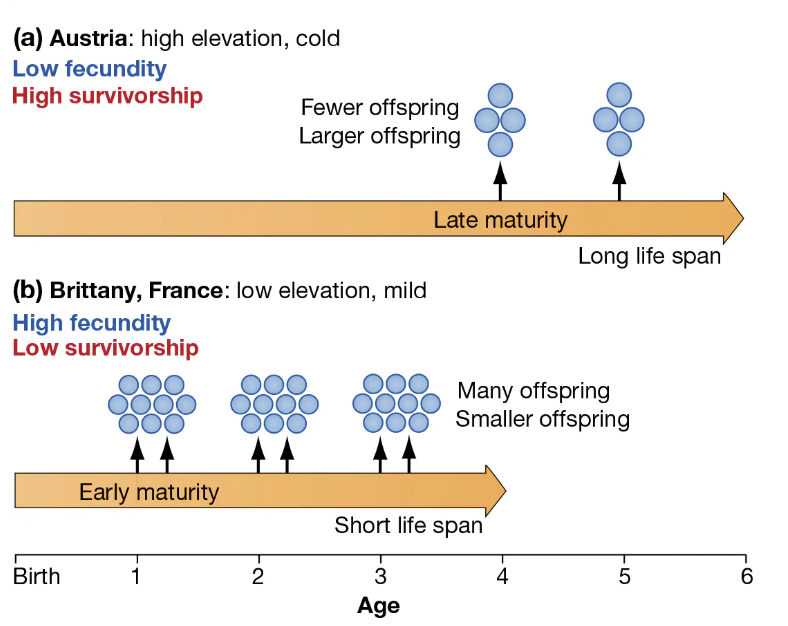 (a) Austria: high elevation, cold
Low fecundity
High survivorship
Fewer offspring
Larger offspring
Late maturity
Long life span
(b) Brittany, France: low elevation, mild
High fecundity
Low survivorship
Many offspring
Smaller offspring
Early maturity
Short life span
Birth 1 2 3 4 5 6
Age